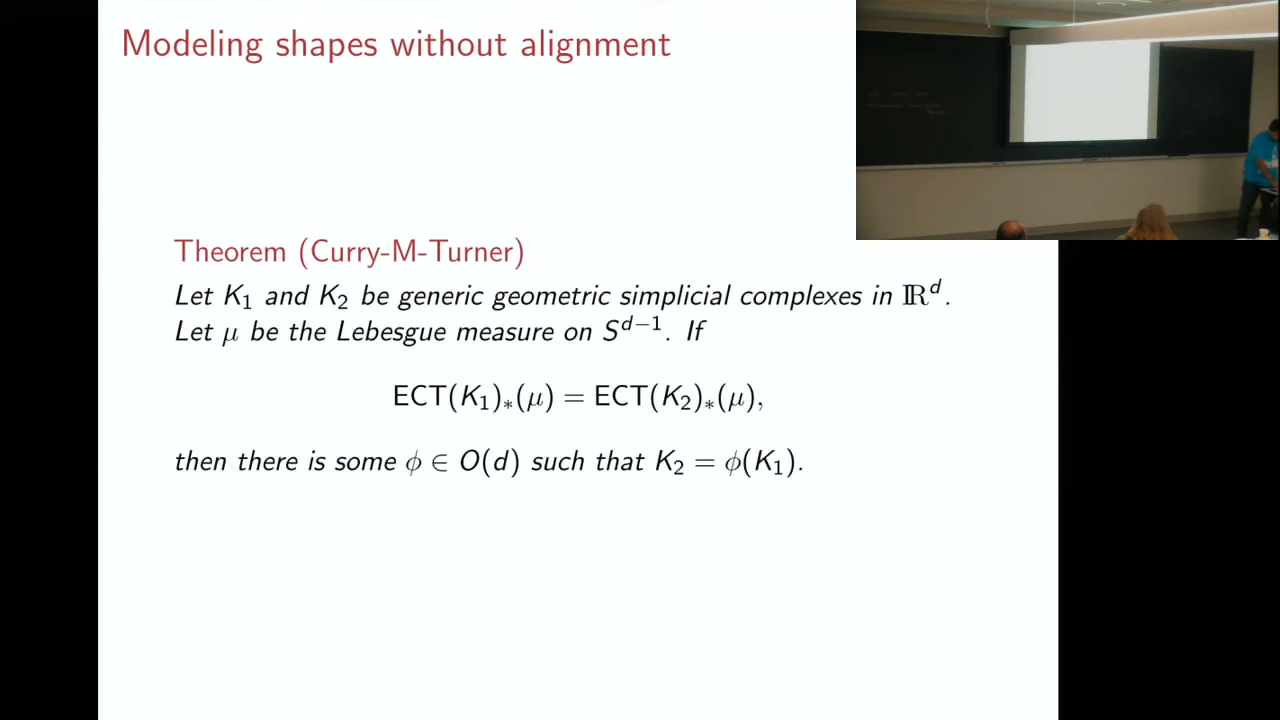 Modeling shapes without alignment
Theorem (Curry-M-Turner)
Let K₁ and K₂ be generic geometric simplicial complexes in ℝᵈ.
Let μ be the Lebesgue measure on Sᵈ⁻¹. If
ECT(K₁)₊(μ) = ECT(K₂)₊(μ),
then there is some ϕ ∈ O(d) such that K₂ = ϕ(K₁).